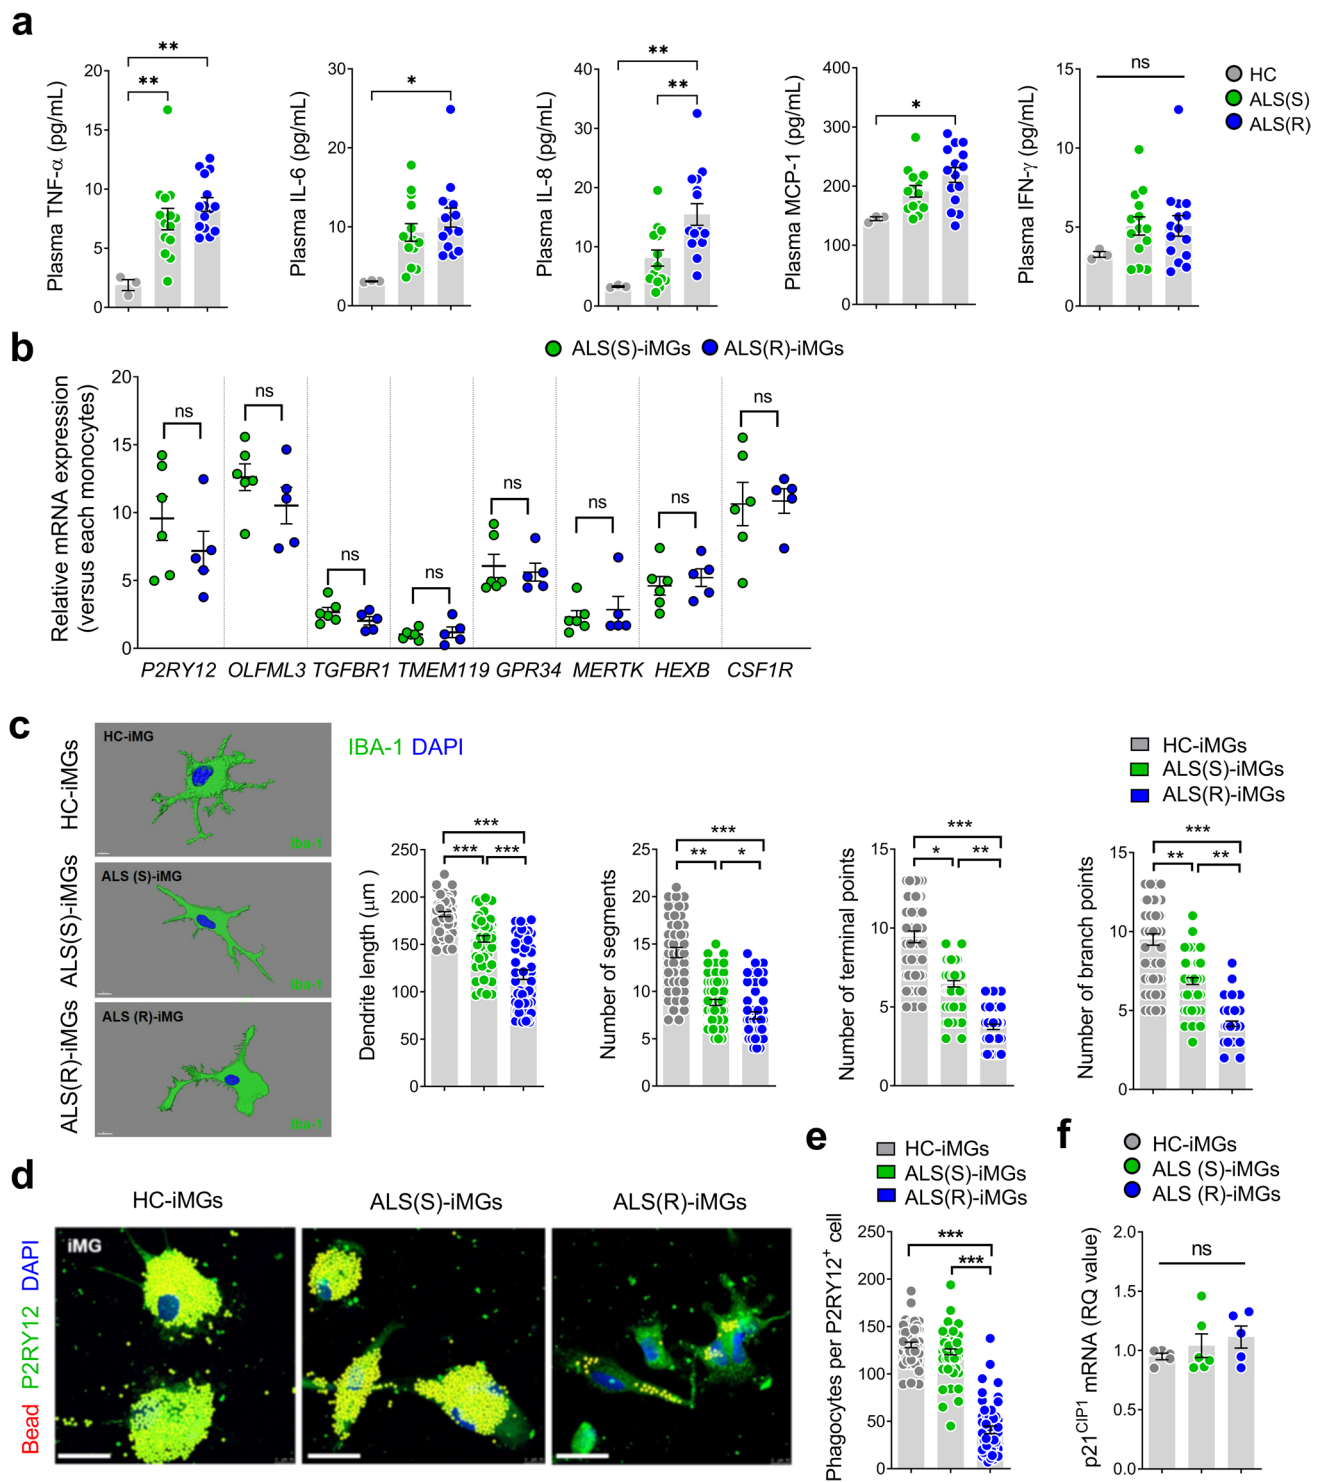 a
**
**
20
15
10
5
0
Plasma TNF-α (pg/mL)
*
30
20
10
0
Plasma IL-6 (pg/mL)
**
**
40
30
20
10
0
Plasma IL-8 (pg/mL)
*
400
300
200
100
0
Plasma MCP-1 (pg/mL)
ns
15
10
5
0
Plasma IFN-γ (pg/mL)
HC
ALS(S)
ALS(R)
b
ALS(S)-iMGs ALS(R)-iMGs
Relative mRNA expression
(versus each monocytes)
20
15
10
5
0
ns
ns
ns
ns
ns
ns
ns
ns
P2RY12 OLFML3 TGFBR1 TMEM119 GPR34 MERTK HEXB CSF1R
c
HC-iMGs
HC-iMG
Iba-1
ALS(S)-iMGs
ALS (S)-iMG
Iba-1
ALS(R)-iMGs
ALS (R)-iMG
Iba-1
IBA-1 DAPI
HC-iMGs
ALS(S)-iMGs
ALS(R)-iMGs
***
*** ***
250
200
150
100
50
0
Dendrite length (μm )
***
** *
25
20
15
10
5
0
Number of segments
***
* **
15
10
5
0
Number of terminal points
***
** **
15
10
5
0
Number of branch points
d
HC-iMGs ALS(S)-iMGs ALS(R)-iMGs
Bead P2RY12 DAPI
iMG
e
HC-iMGs
ALS(S)-iMGs
ALS(R)-iMGs
***
***
250
200
150
100
50
0
Phagocytes per P2RY12⁺ cell
f
HC-iMGs
ALS (S)-iMGs
ALS (R)-iMGs
ns
2.0
1.5
1.0
0.5
0.0
p21ᶜᴵᴾ¹ mRNA (RQ value)